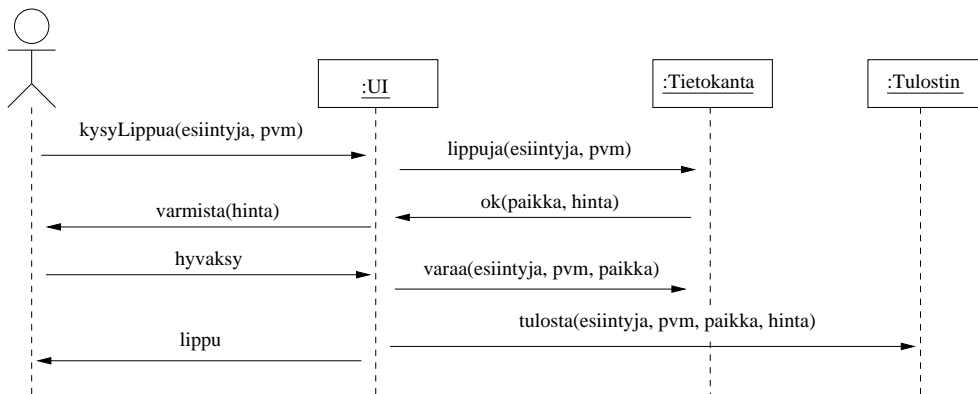 :UI
:Tietokanta
:Tulostin
kysyLippua(esiintyja, pvm)
lippuja(esiintyja, pvm)
ok(paikka, hinta)
varmista(hinta)
hyvaksy
varaa(esiintyja, pvm, paikka)
tulosta(esiintyja, pvm, paikka, hinta)
lippu